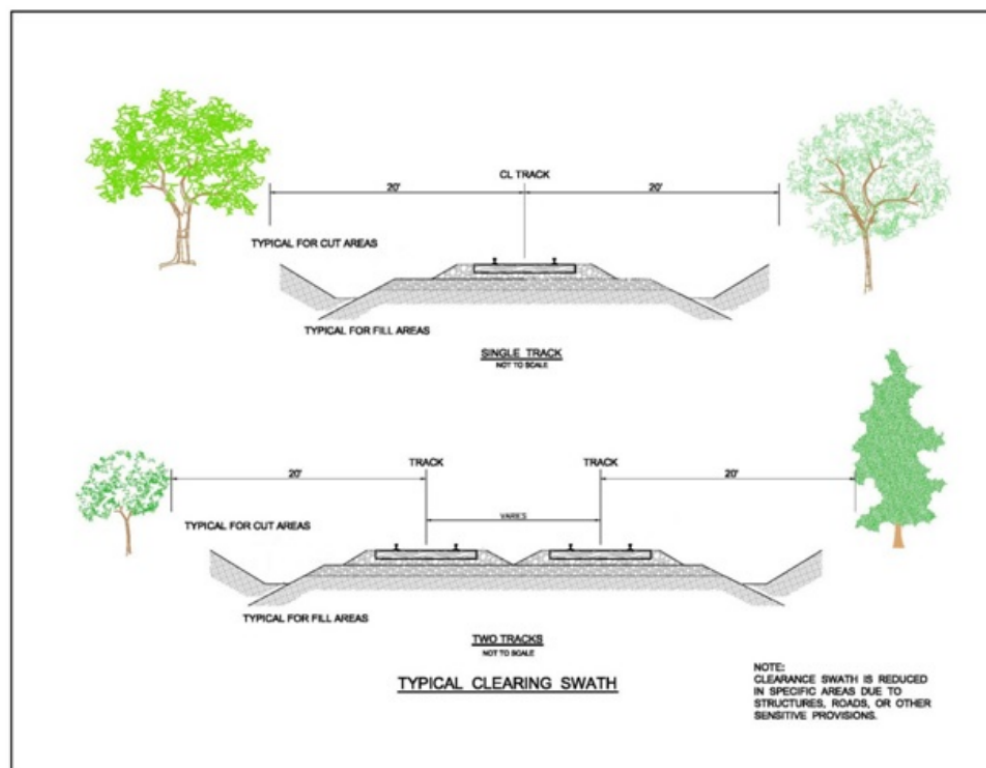 CL TRACK
20' 20'
TYPICAL FOR CUT AREAS
TYPICAL FOR FILL AREAS
SINGLE TRACK
NOT TO SCALE
TRACK TRACK
20' 20'
VARIES
TYPICAL FOR CUT AREAS
TYPICAL FOR FILL AREAS
TWO TRACKS
NOT TO SCALE
TYPICAL CLEARING SWATH
NOTE:
CLEARANCE SWATH IS REDUCED
IN SPECIFIC AREAS DUE TO
STRUCTURES, ROADS, OR OTHER
SENSITIVE PROVISIONS.